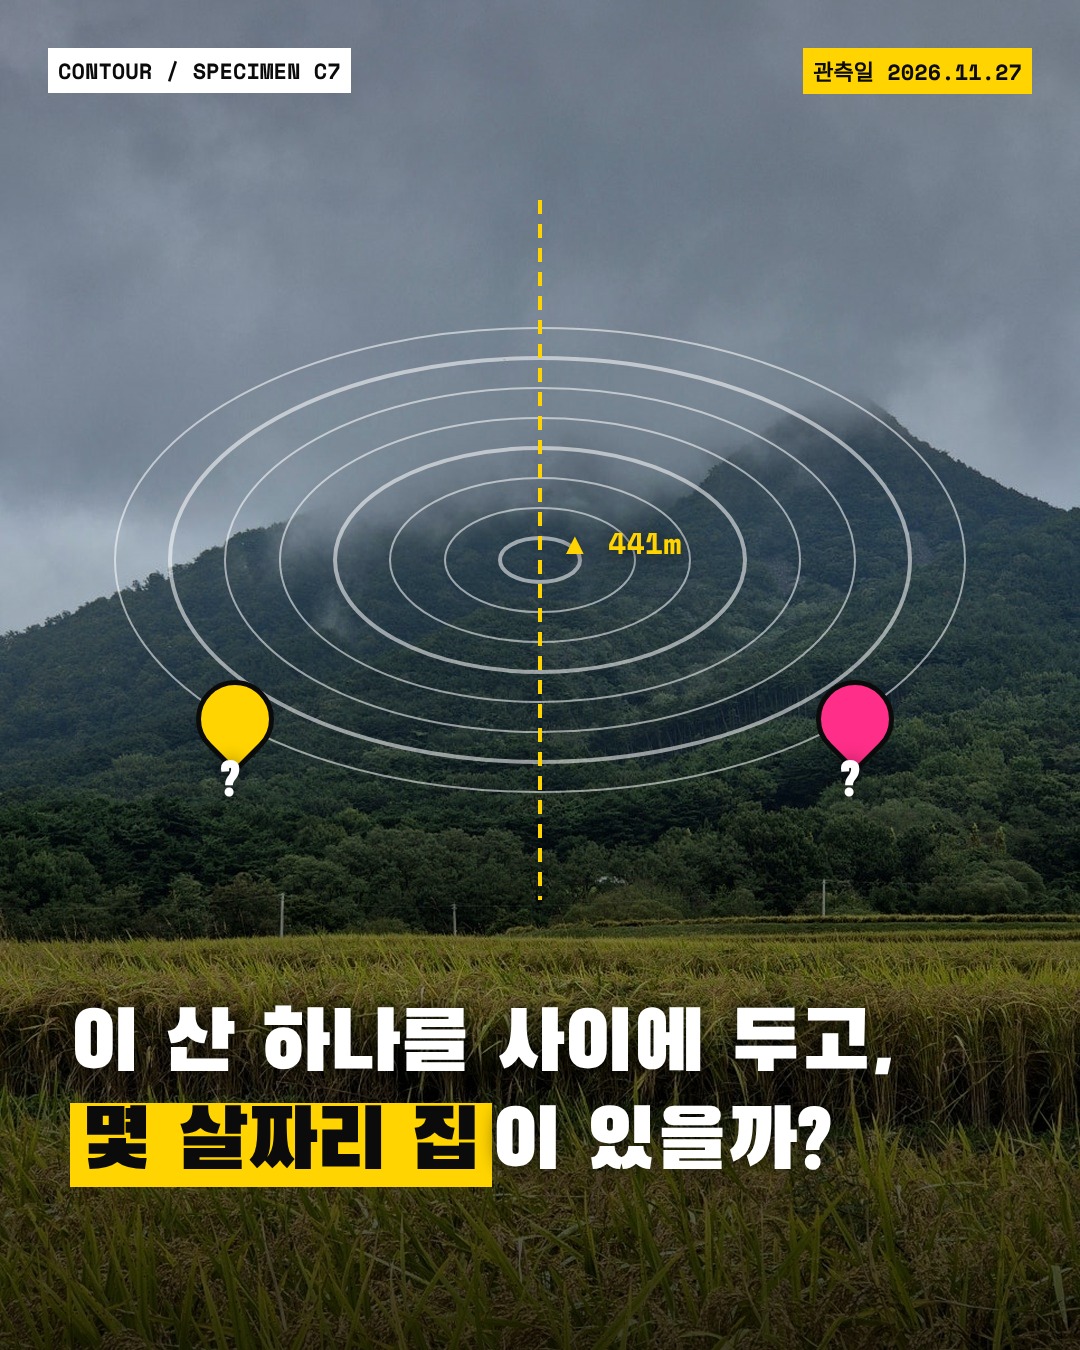 CONTOUR / SPECIMEN C7
관측일 2026.11.27
▲ 441m
?
?
이 산 하나를 사이에 두고,
몇 살짜리 집이 있을까?